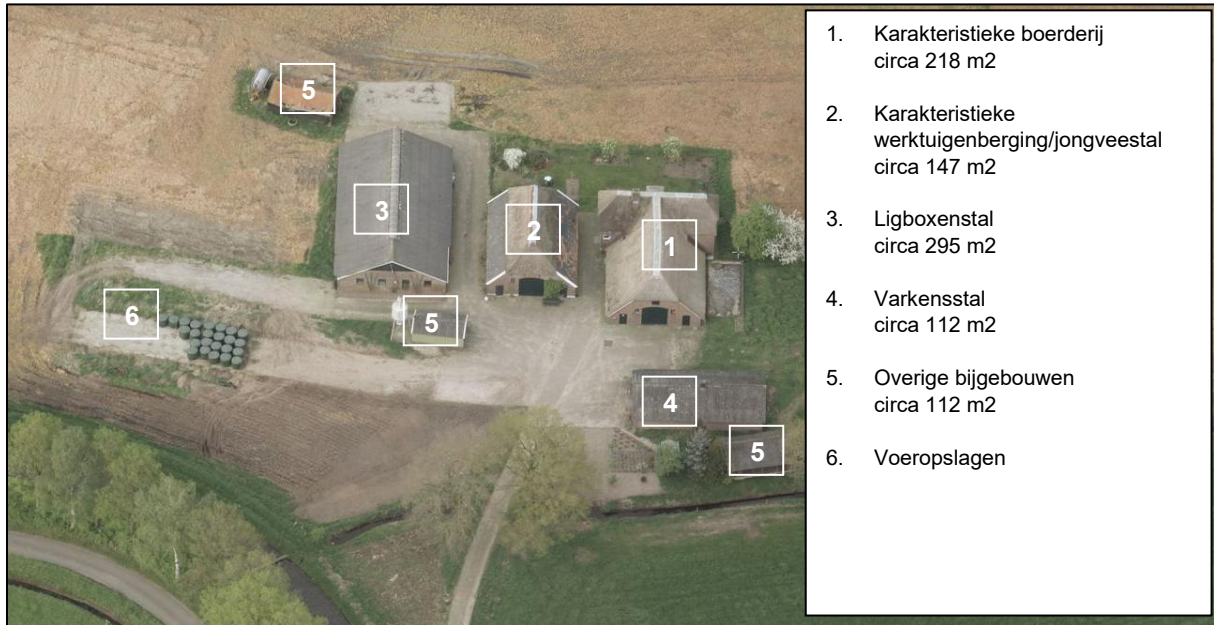 5
3
2
1
6
5
4
5
1. Karakteristieke boerderij
circa 218 m2
2. Karakteristieke
werktuigenberging/jongveestal
circa 147 m2
3. Ligboxenstal
circa 295 m2
4. Varkensstal
circa 112 m2
5. Overige bijgebouwen
circa 112 m2
6. Voeropslagen